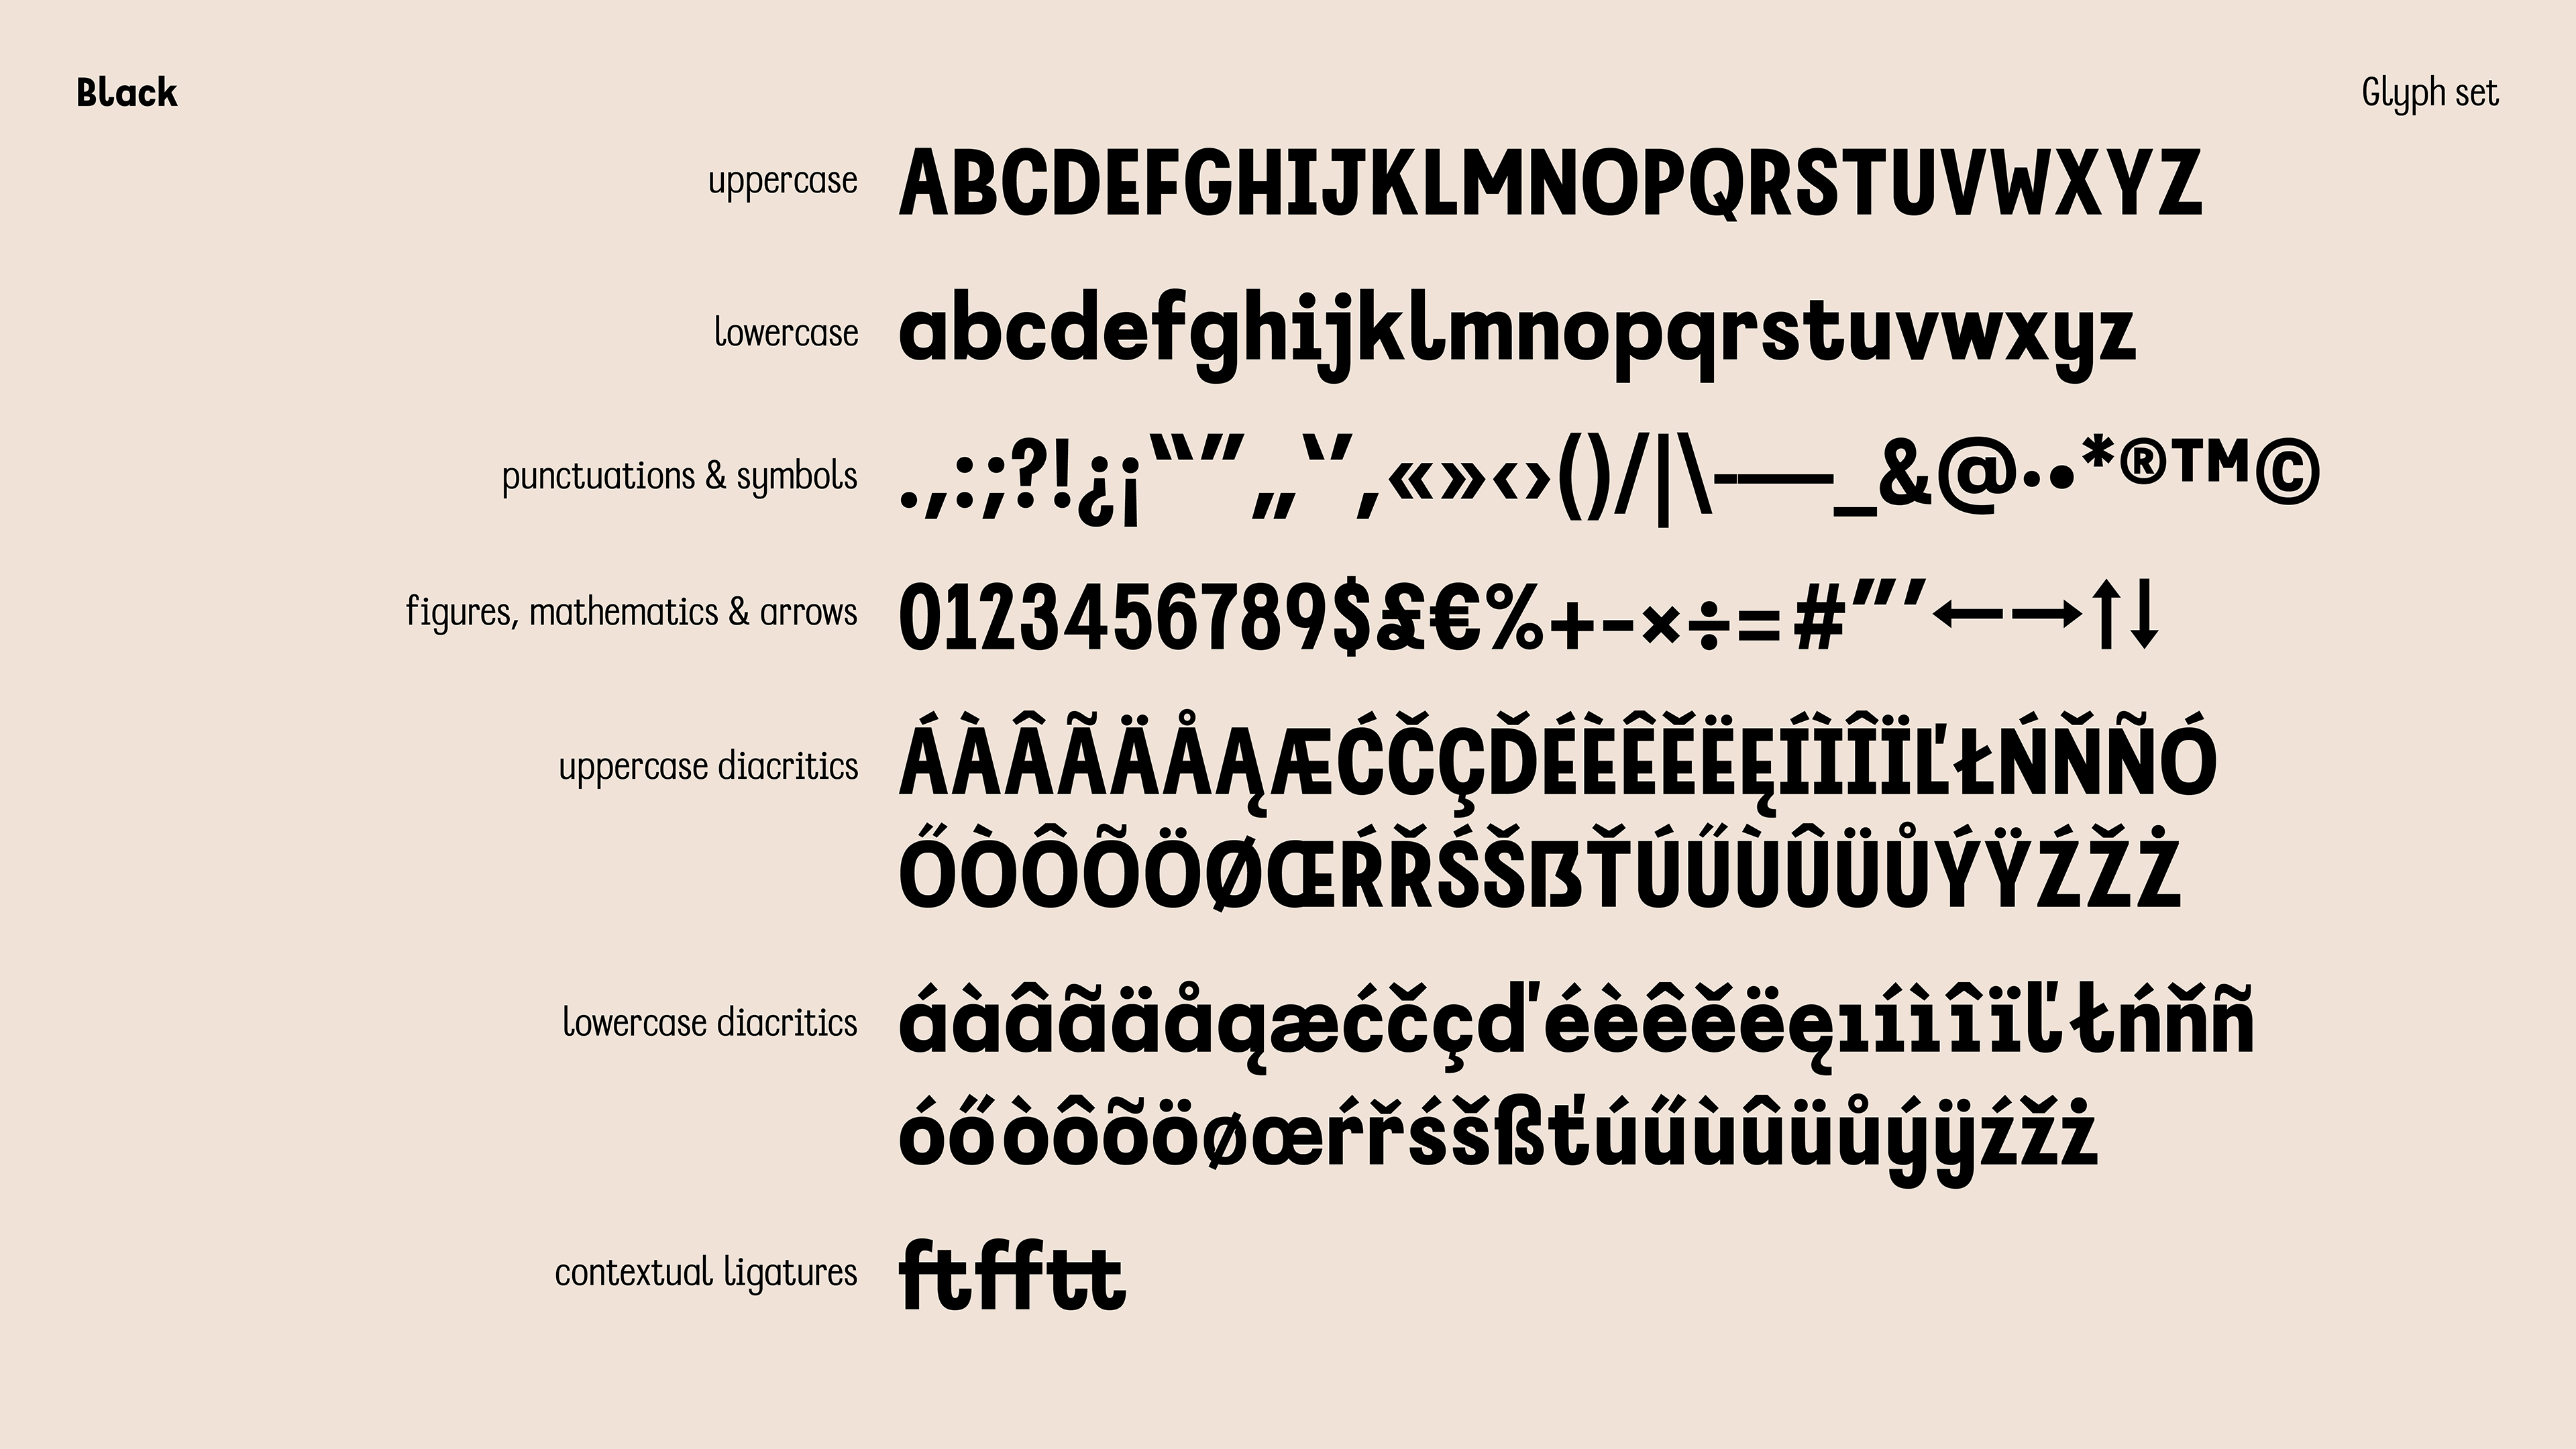 Black
Glyph set
uppercase ABCDEFGHIJKLMNOPQRSTUVWXYZ
lowercase abcdefghijklmnopqrstuvwxyz
punctuations & symbols .,:;?!¿¡“”„‘’‚«»‹›()/|\-–—_&@·•*®™©
figures, mathematics & arrows 0123456789$£€%+−×÷=#″′←→↑↓
uppercase diacritics ÁÀÂÃÄÅĄÆĆČÇĎÉÈÊĚËĘÍÌÎÏĽŁŃŇÑÓ
ŐÒÔÕÖØŒŔŘŚŠẞŤÚŰÙÛÜŮÝŸŹŽŻ
lowercase diacritics áàâãäåąæćčçďéèêěëęıíìîïľłńňñ
óőòôõöøœŕřśšßťúűùûüůýÿźžż
contextual ligatures ftfftt